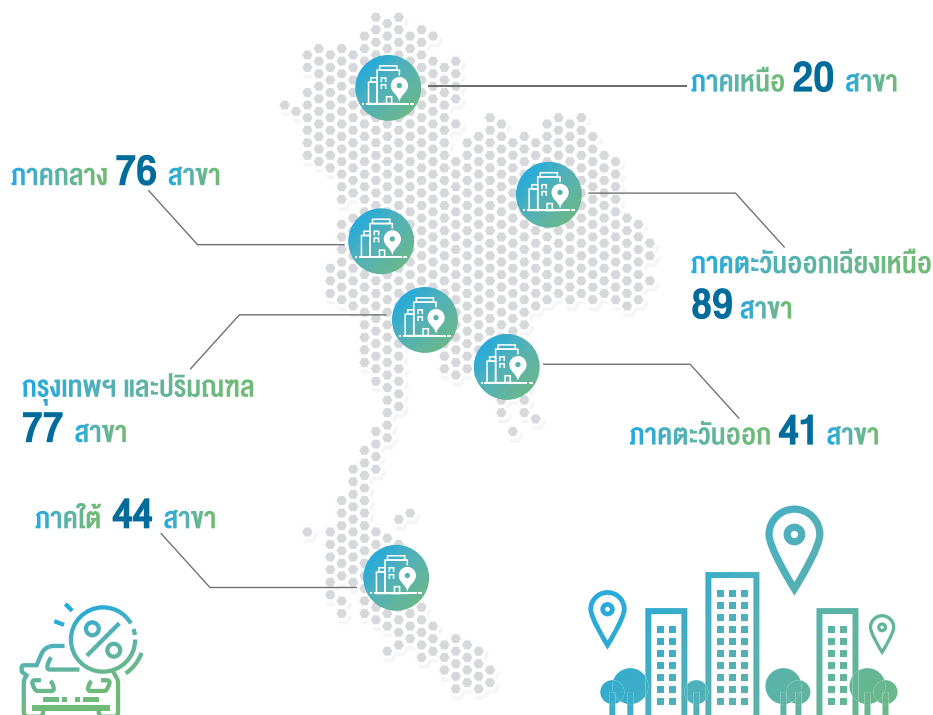 ภาคเหนือ 20 สาขา
ภาคกลาง 76 สาขา
ภาคตะวันออกเฉียงเหนือ
89 สาขา
กรุงเทพฯ และปริมณฑล
77 สาขา
ภาคตะวันออก 41 สาขา
ภาคใต้ 44 สาขา